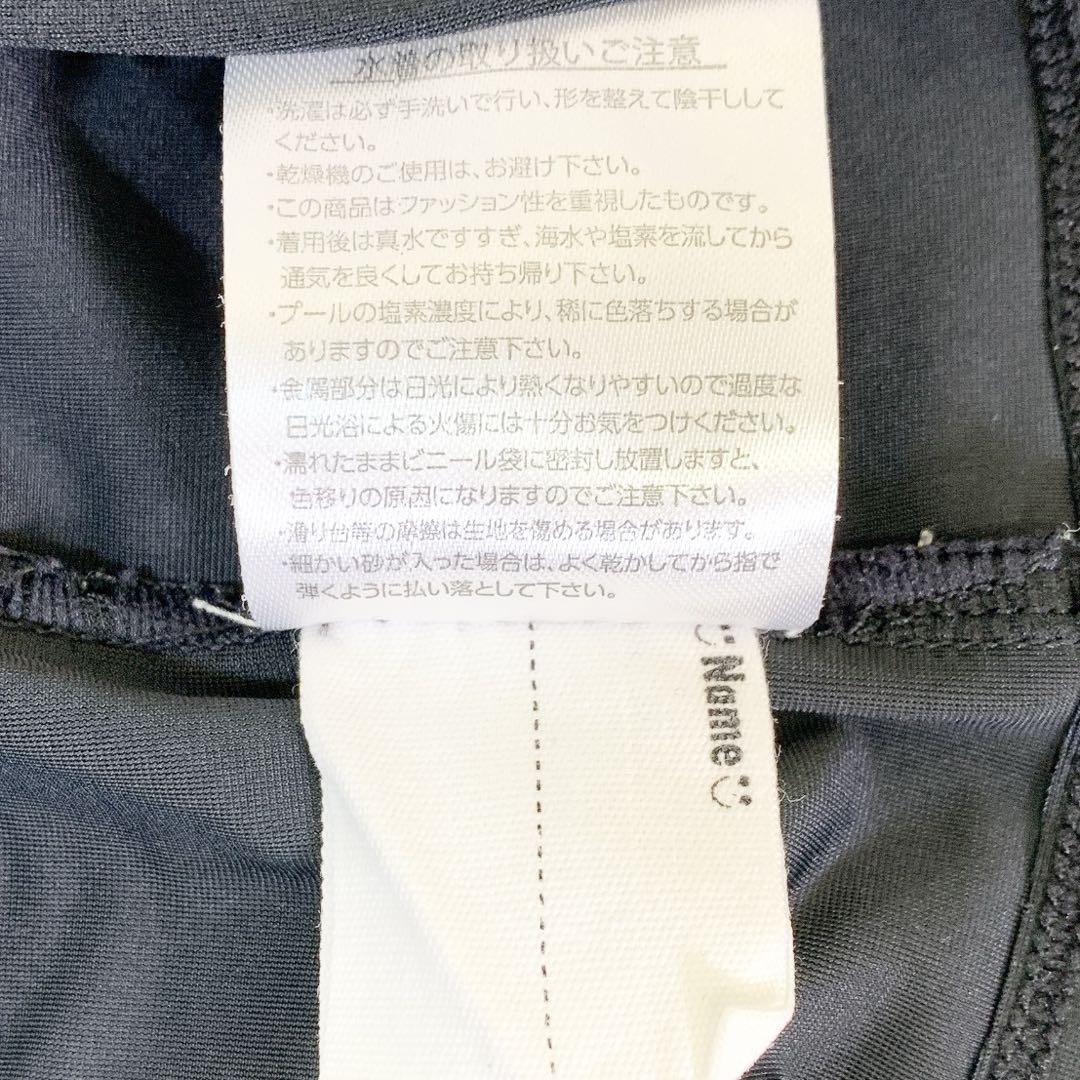 水着の取り扱いご注意
・洗濯は必ず手洗いで行い、形を整えて陰干しして
ください。
・乾燥機のご使用は、お避け下さい。
・この商品はファッション性を重視したものです。
・着用後は真水ですすぎ、海水や塩素を流してから
通気を良くしてお持ち帰り下さい。
・プールの塩素濃度により、稀に色落ちする場合が
ありますのでご注意下さい。
・金属部分は日光により熱くなりやすいので過度な
日光浴による火傷には十分お気をつけください。
・濡れたままビニール袋に密封し放置しますと、
色移りの原因になりますのでご注意下さい。
・滑り台等の摩擦は生地を傷める場合があります。
・細かい砂が入った場合は、よく乾かしてから指で
弾くように払い落として下さい。
Name